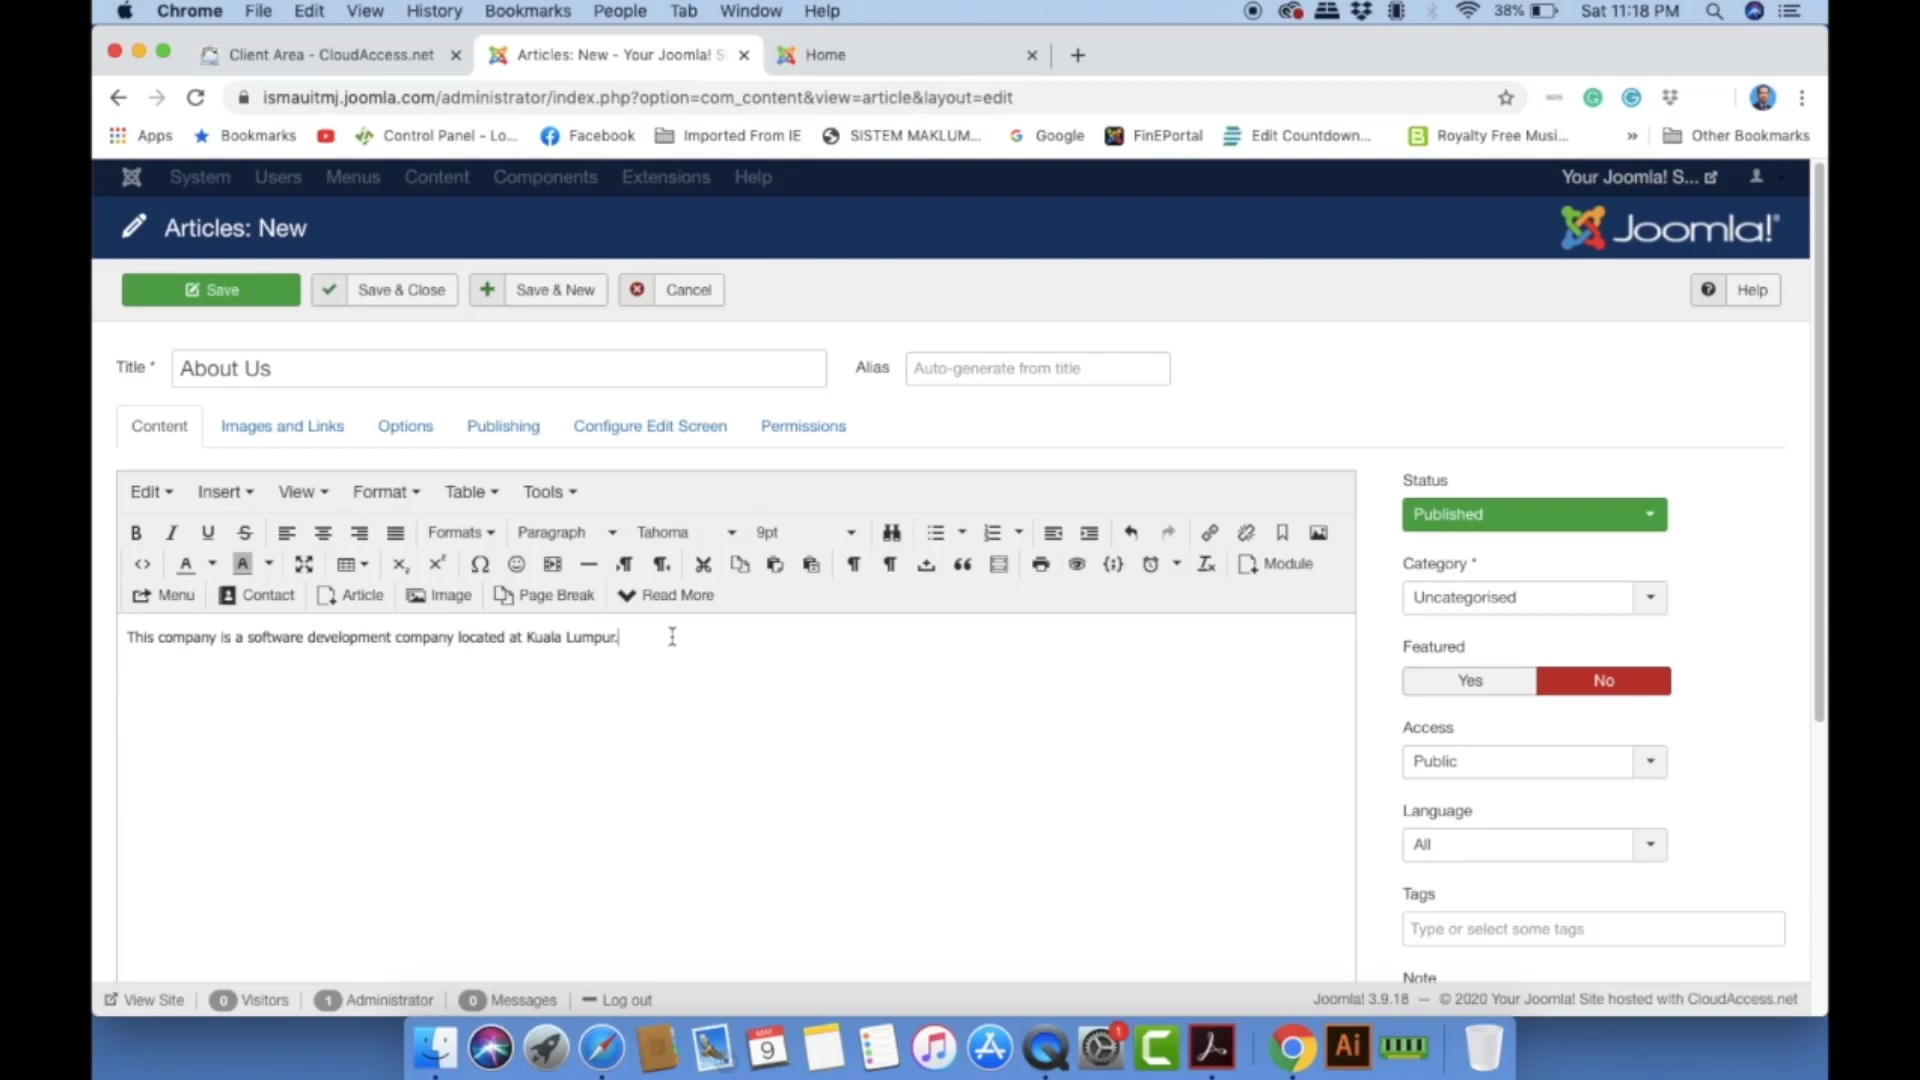 Chrome File Edit View History Bookmarks People Tab Window Help 38% Sat 11:18 PM
Client Area - CloudAccess.net Articles: New - Your Joomla! S Home
ismauitmj.joomla.com/administrator/index.php?option=com_content&view=article&layout=edit
Apps Bookmarks Control Panel - Lo... Facebook Imported From IE SISTEM MAKLUM... Google FinEPortal Edit Countdown... Royalty Free Musi... » Other Bookmarks
System Users Menus Content Components Extensions Help Your Joomla! S...
Articles: New Joomla!®
Save Save & Close Save & New Cancel Help
Title * About Us Alias Auto-generate from title
Content Images and Links Options Publishing Configure Edit Screen Permissions
Edit Insert View Format Table Tools
B I U S Formats Paragraph Tahoma 9pt
Module
Menu Contact Article Image Page Break Read More
This company is a software development company located at Kuala Lumpur.
Status
Published
Category *
Uncategorised
Featured
Yes No
Access
Public
Language
All
Tags
Type or select some tags
Note
View Site 0 Visitors 1 Administrator 0 Messages Log out Joomla! 3.9.18 — © 2020 Your Joomla! Site hosted with CloudAccess.net
MAY
9
1
Ai